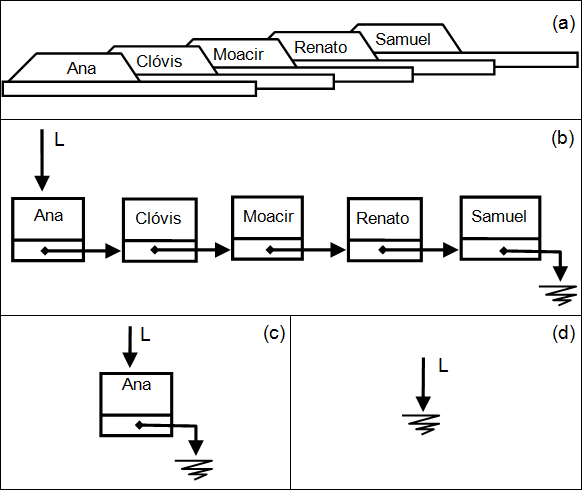 (a)
Ana
Clóvis
Moacir
Renato
Samuel
(b)
L
Ana
Clóvis
Moacir
Renato
Samuel
(c)
L
Ana
(d)
L